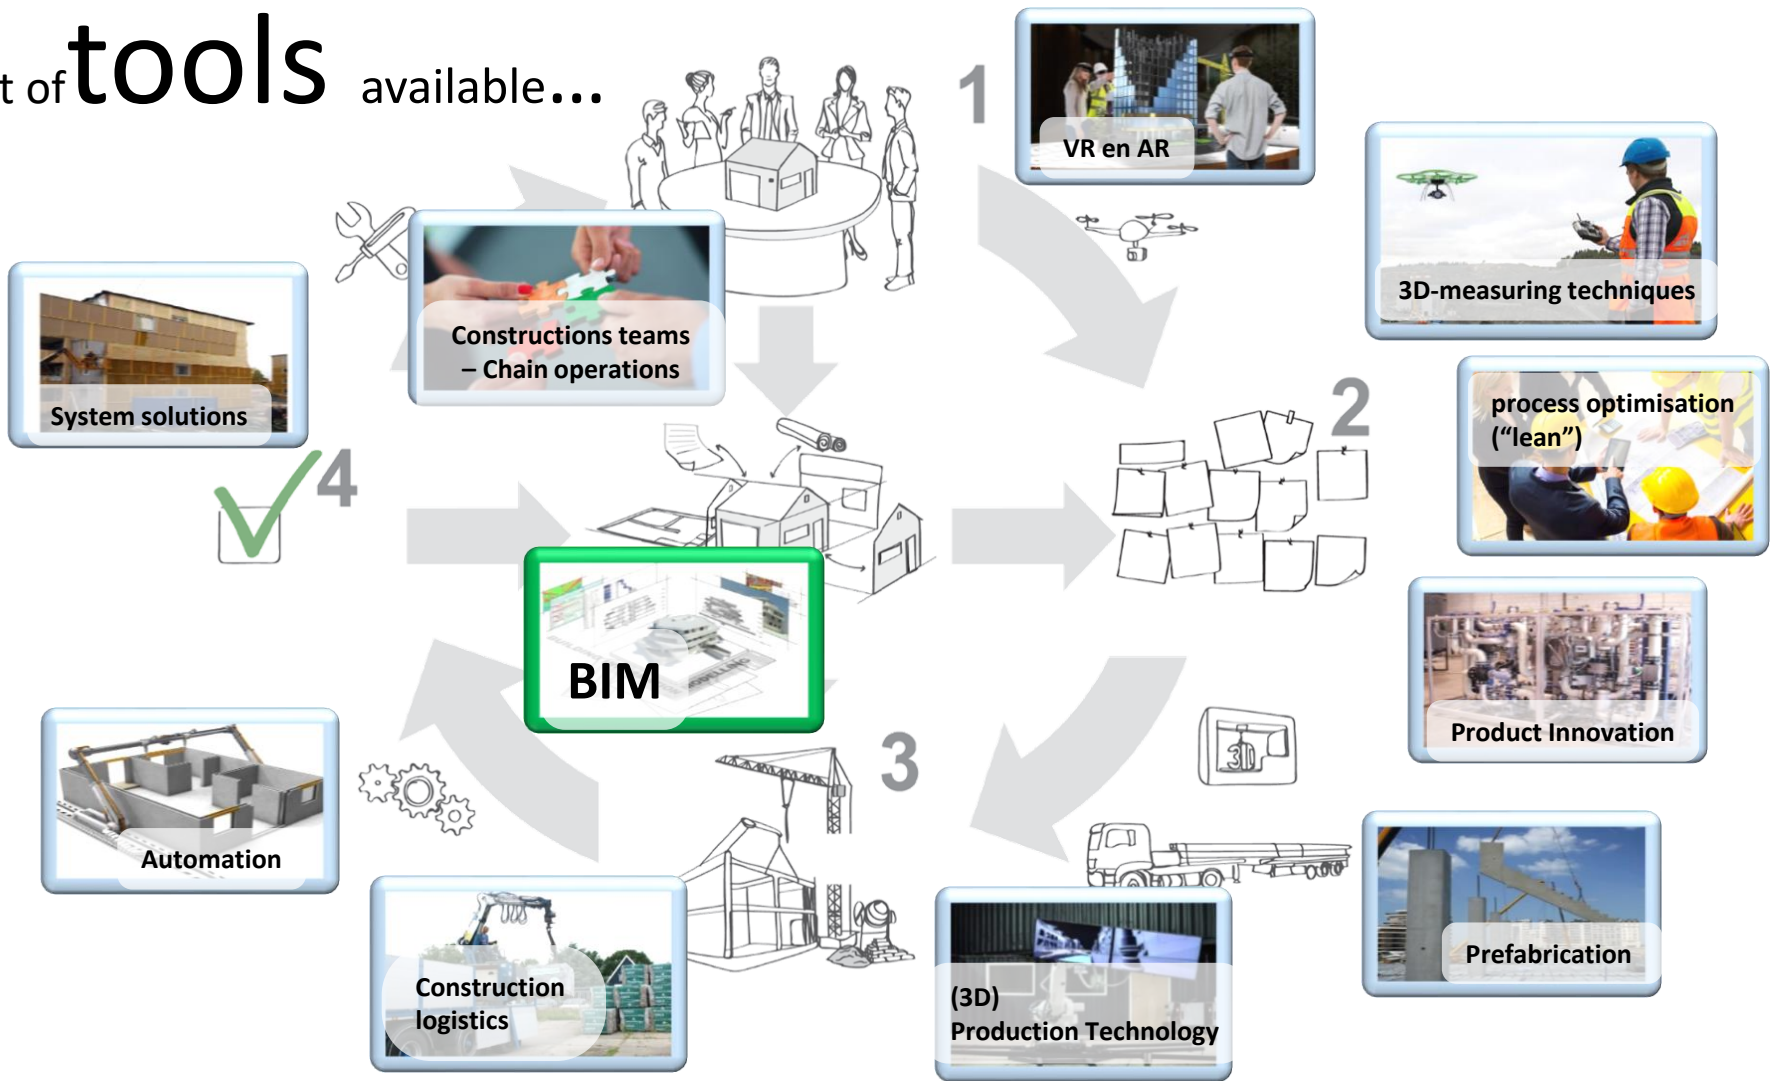 t of tools available...
1
VR en AR
3D-measuring techniques
Constructions teams
– Chain operations
System solutions
2
process optimisation
(“lean”)
4
BIM
Product Innovation
3
3D
Automation
Prefabrication
Construction
logistics
(3D)
Production Technology